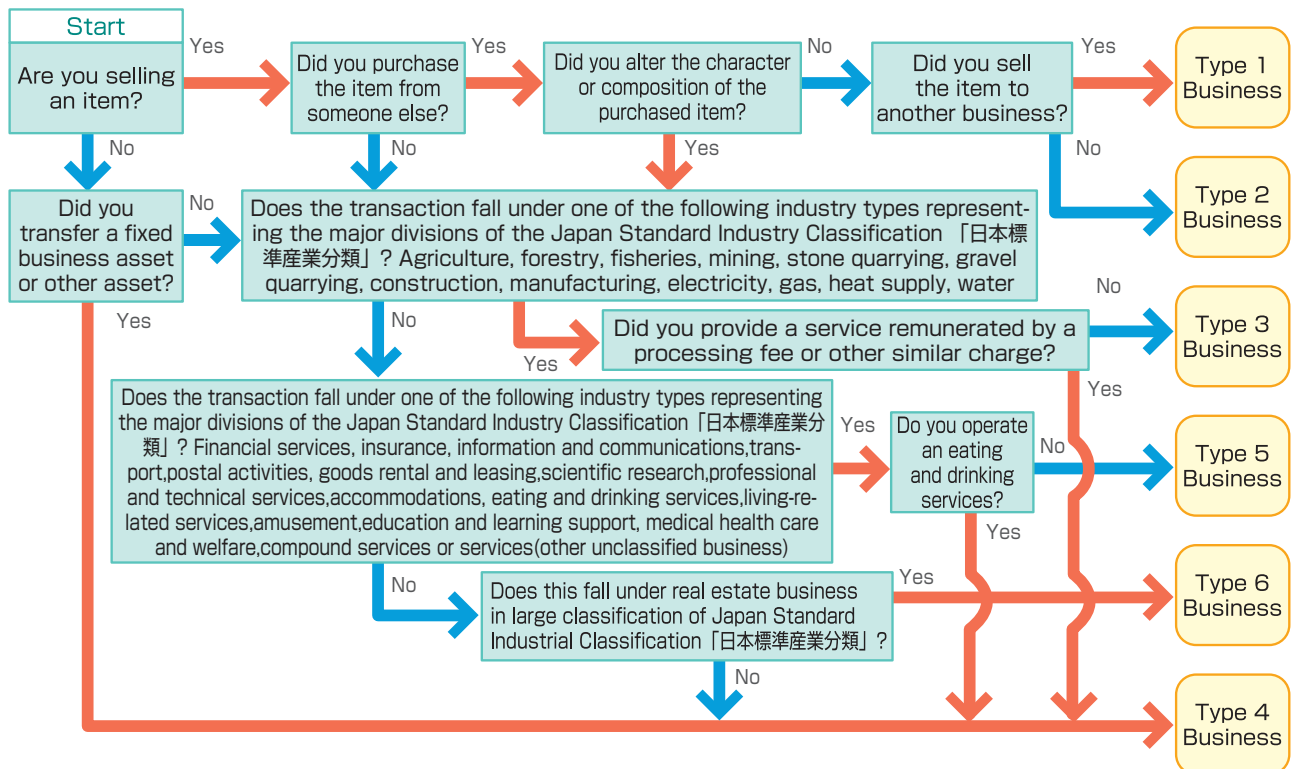 Start
Are you selling
an item?
Yes
Did you purchase
the item from
someone else?
Yes
Did you alter the character
or composition of the
purchased item?
No
Did you sell
the item to
another business?
Yes
Type 1
Business
No
No
Yes
No
Type 2
Business
Did you
transfer a fixed
business asset
or other asset?
No
Does the transaction fall under one of the following industry types represent-
ing the major divisions of the Japan Standard Industry Classification 「日本標
準産業分類」? Agriculture, forestry, fisheries, mining, stone quarrying, gravel
quarrying, construction, manufacturing, electricity, gas, heat supply, water
Yes
No
Yes
Did you provide a service remunerated by a
processing fee or other similar charge?
No
Type 3
Business
Yes
Does the transaction fall under one of the following industry types representing
the major divisions of the Japan Standard Industry Classification「日本標準産業分
類」? Financial services, insurance, information and communications,trans-
port,postal activities, goods rental and leasing,scientific research,professional
and technical services,accommodations, eating and drinking services,living-re-
lated services,amusement,education and learning support, medical health care
and welfare,compound services or services(other unclassified business)
Yes
Do you operate
an eating
and drinking
services?
No
Type 5
Business
Yes
No
Does this fall under real estate business
in large classification of Japan Standard
Industrial Classification「日本標準産業分類」?
Yes
Type 6
Business
No
Type 4
Business